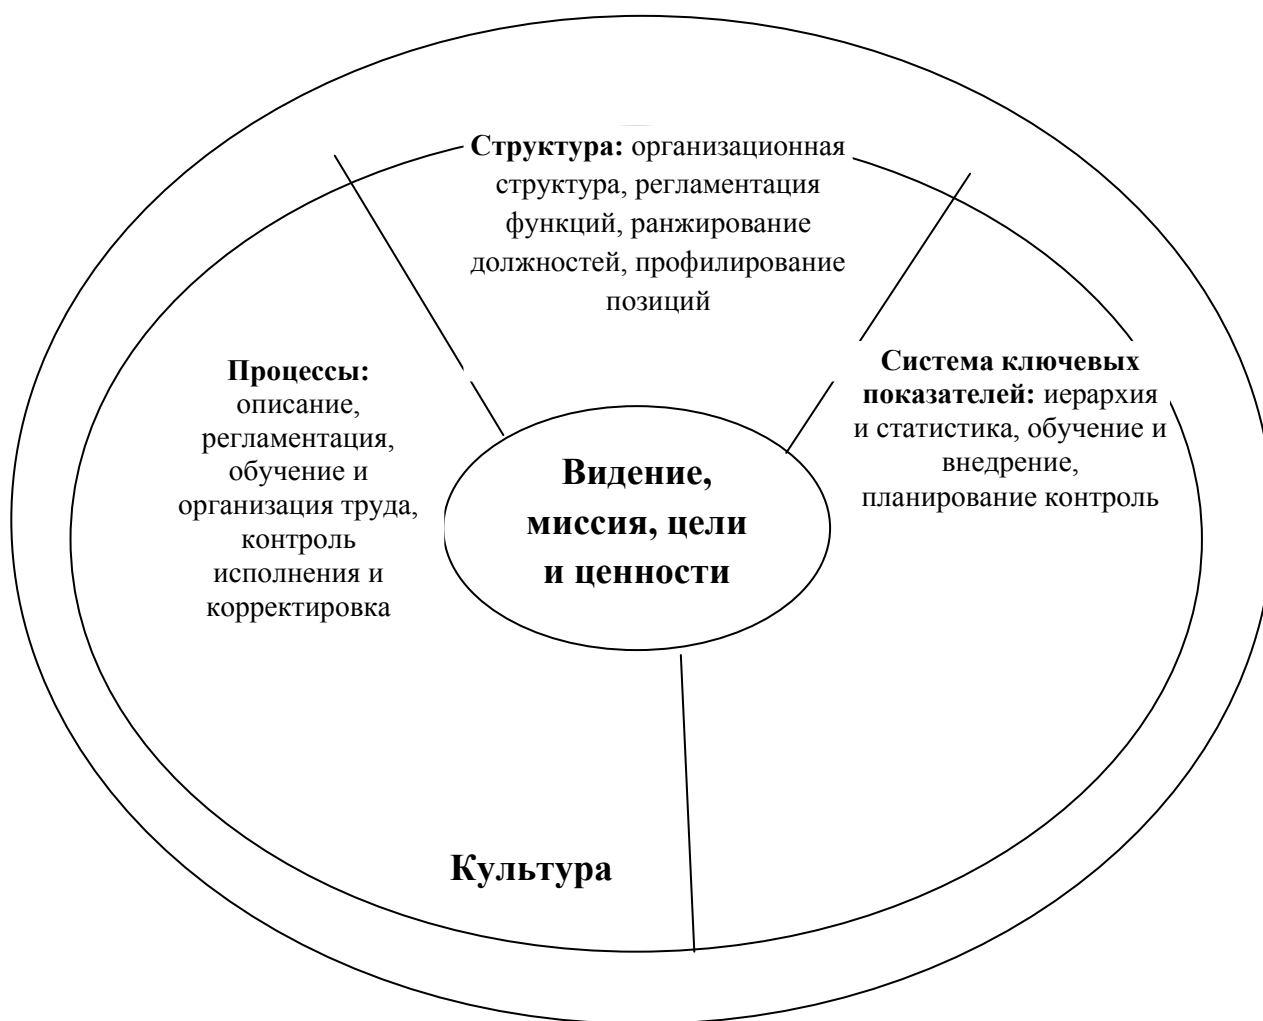 Структура: организационная
структура, регламентация
функций, ранжирование
должностей, профилирование
позиций
Процессы:
описание,
регламентация,
обучение и
организация труда,
контроль
исполнения и
корректировка
Система ключевых
показателей: иерархия
и статистика, обучение и
внедрение,
планирование контроль
Видение,
миссия, цели
и ценности
Культура